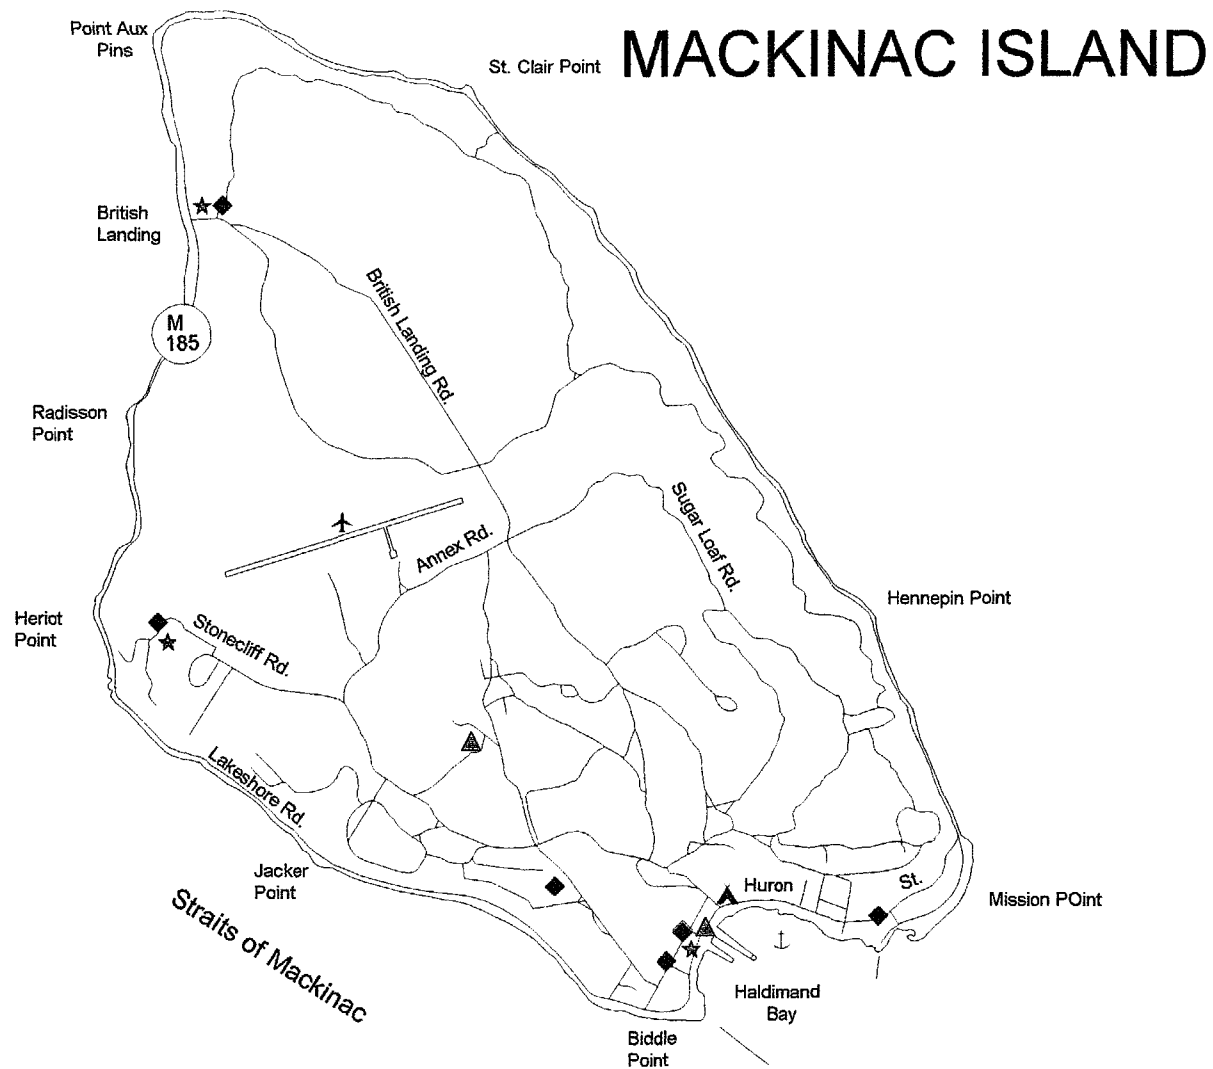 MACKINAC ISLAND
Point Aux
Pins
St. Clair Point
British
Landing
M
185
British Landing Rd.
Radisson
Point
Sugar Loaf Rd.
Annex Rd.
Hennepin Point
Heriot
Point
Stonecliff Rd.
Lakeshore Rd.
Jacker
Point
Huron
St.
Mission POint
Straits of Mackinac
Haldimand
Bay
Biddle
Point